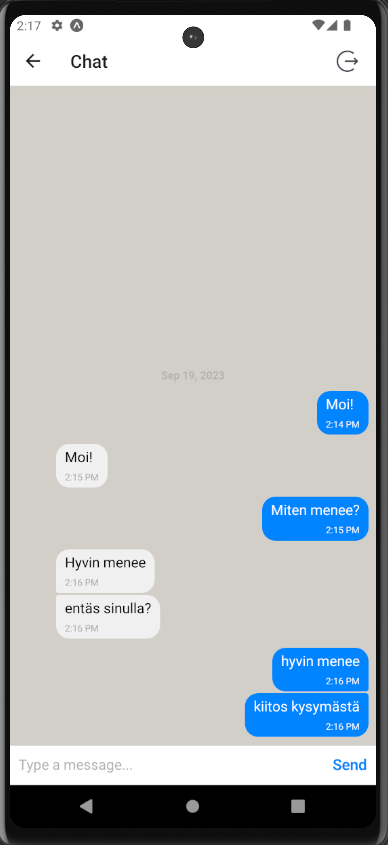 2:17
Chat
Sep 19, 2023
Moi!
2:14 PM
Moi!
2:15 PM
Miten menee?
2:15 PM
Hyvin menee
2:16 PM
entäs sinulla?
2:16 PM
hyvin menee
2:16 PM
kiitos kysymästä
2:16 PM
Type a message... Send